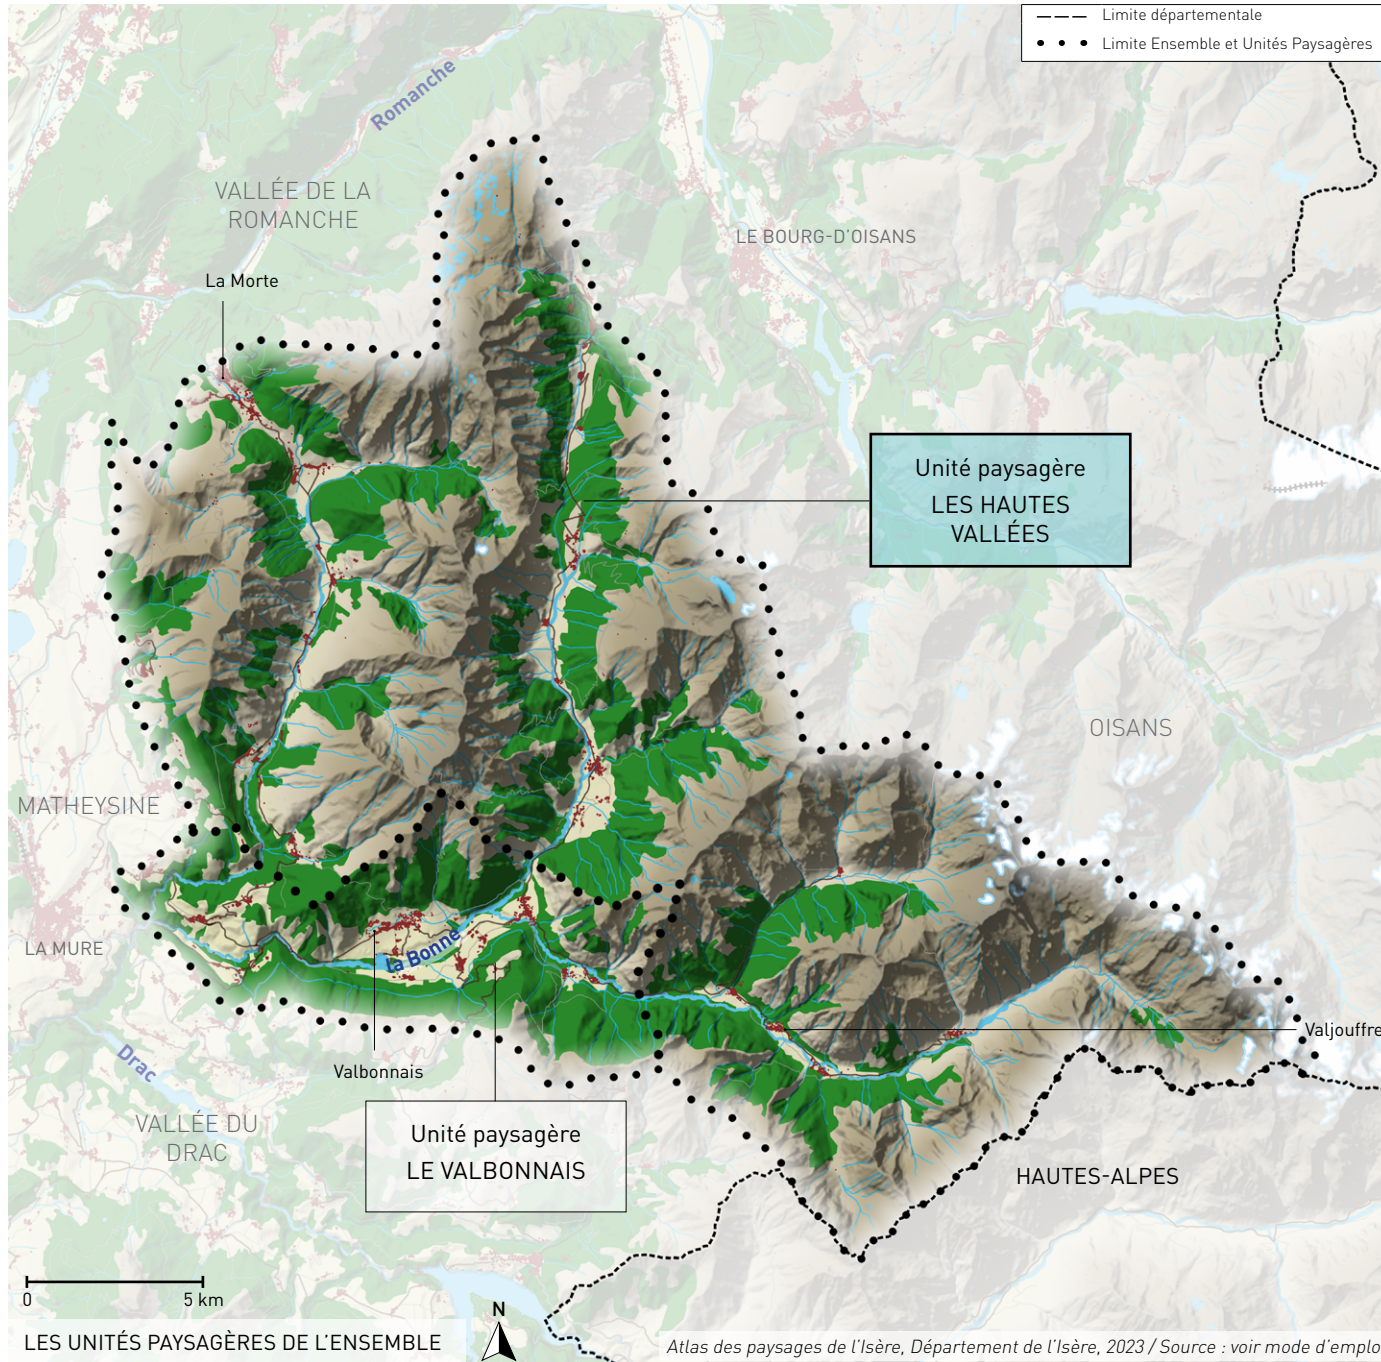 Limite départementale
Limite Ensemble et Unités Paysagères
Romanche
VALLÉE DE LA
ROMANCHE
LE BOURG-D'OISANS
La Morte
Unité paysagère
LES HAUTES
VALLÉES
OISANS
MATHEYSINE
LA MURE
la Bonne
Valjouffre
Drac
Valbonnais
VALLÉE DU
DRAC
Unité paysagère
LE VALBONNAIS
HAUTES-ALPES
0 5 km
N
LES UNITÉS PAYSAGÈRES DE L'ENSEMBLE
Atlas des paysages de l'Isère, Département de l'Isère, 2023 / Source : voir mode d'emplo